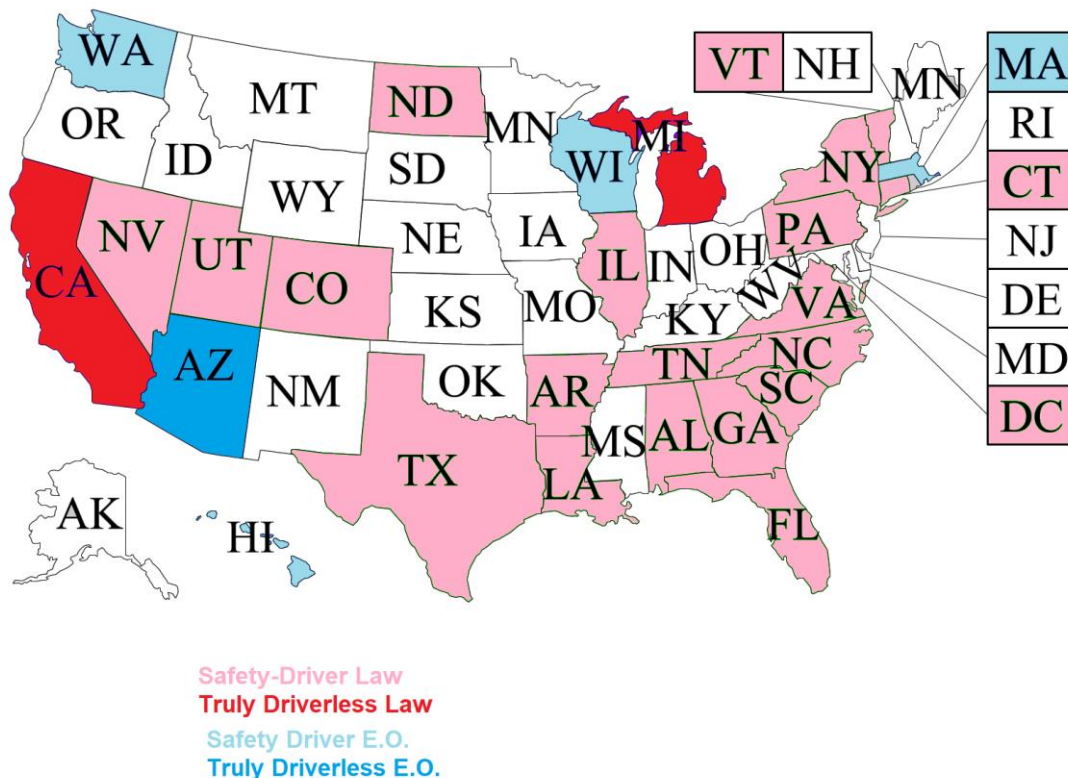 WA
MT
ND
MN
VT
NH
MN
MA
OR
ID
SD
WI
MI
NY
RI
WY
CT
NV
UT
NE
IA
PA
NJ
CA
CO
IL
IN
OH
WV
DE
KS
MO
KY
VA
MD
AZ
NM
OK
TN
NC
AR
SC
DC
TX
MS
AL
GA
LA
AK
HI
FL
Safety-Driver Law
Truly Driverless Law
Safety Driver E.O.
Truly Driverless E.O.